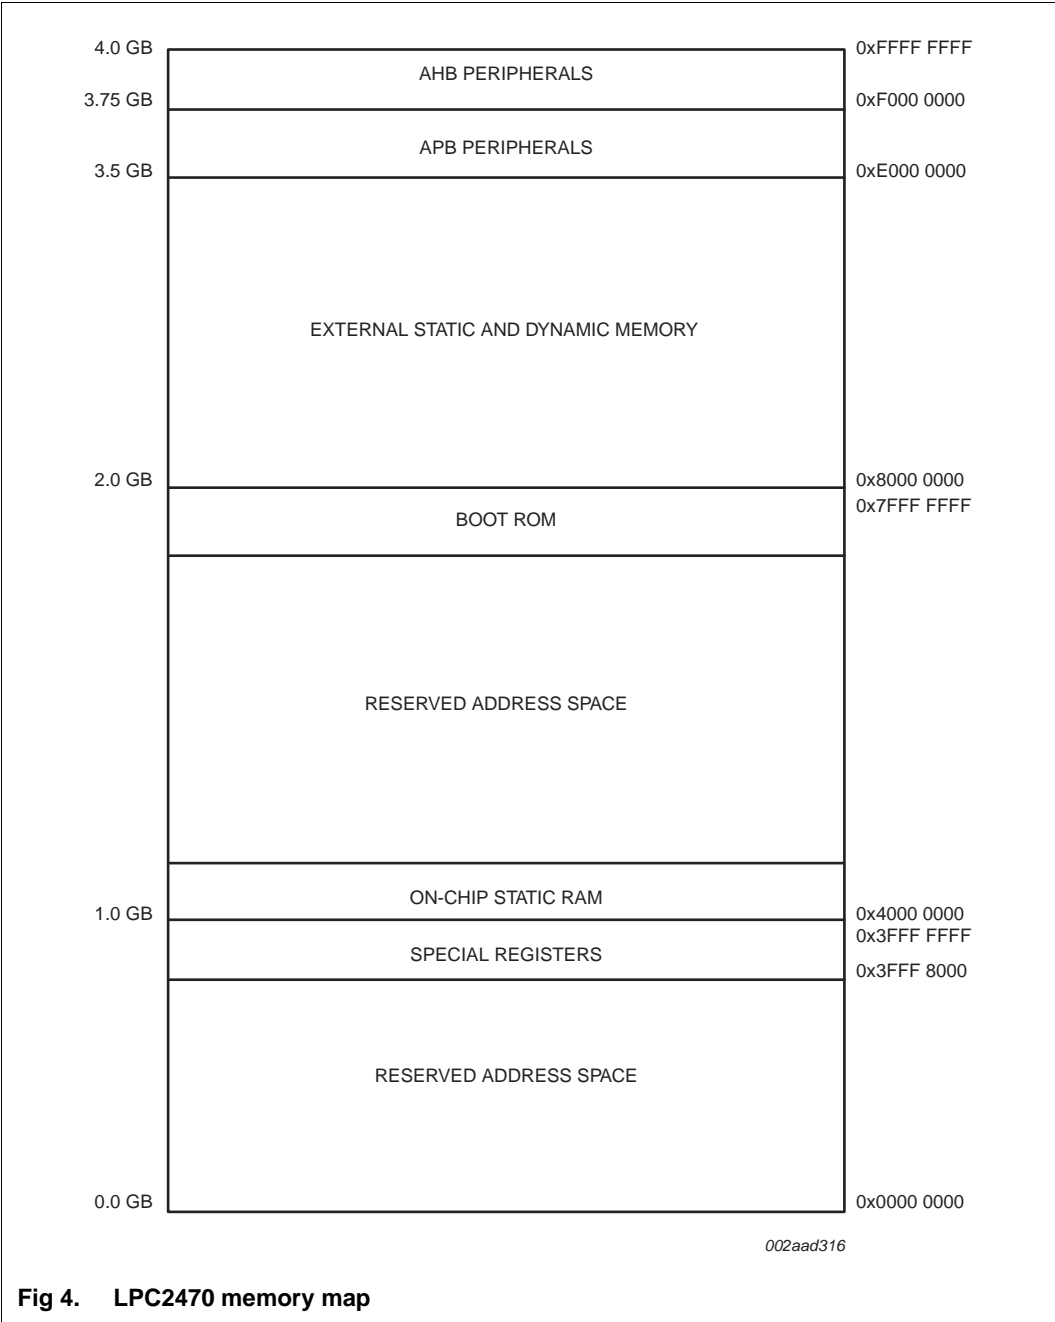 4.0 GB 0xFFFF FFFF
AHB PERIPHERALS
3.75 GB 0xF000 0000
APB PERIPHERALS
3.5 GB 0xE000 0000
EXTERNAL STATIC AND DYNAMIC MEMORY
2.0 GB 0x8000 0000
0x7FFF FFFF
BOOT ROM
RESERVED ADDRESS SPACE
ON-CHIP STATIC RAM
1.0 GB 0x4000 0000
0x3FFF FFFF
SPECIAL REGISTERS
0x3FFF 8000
RESERVED ADDRESS SPACE
0.0 GB 0x0000 0000
002aad316
Fig 4. LPC2470 memory map